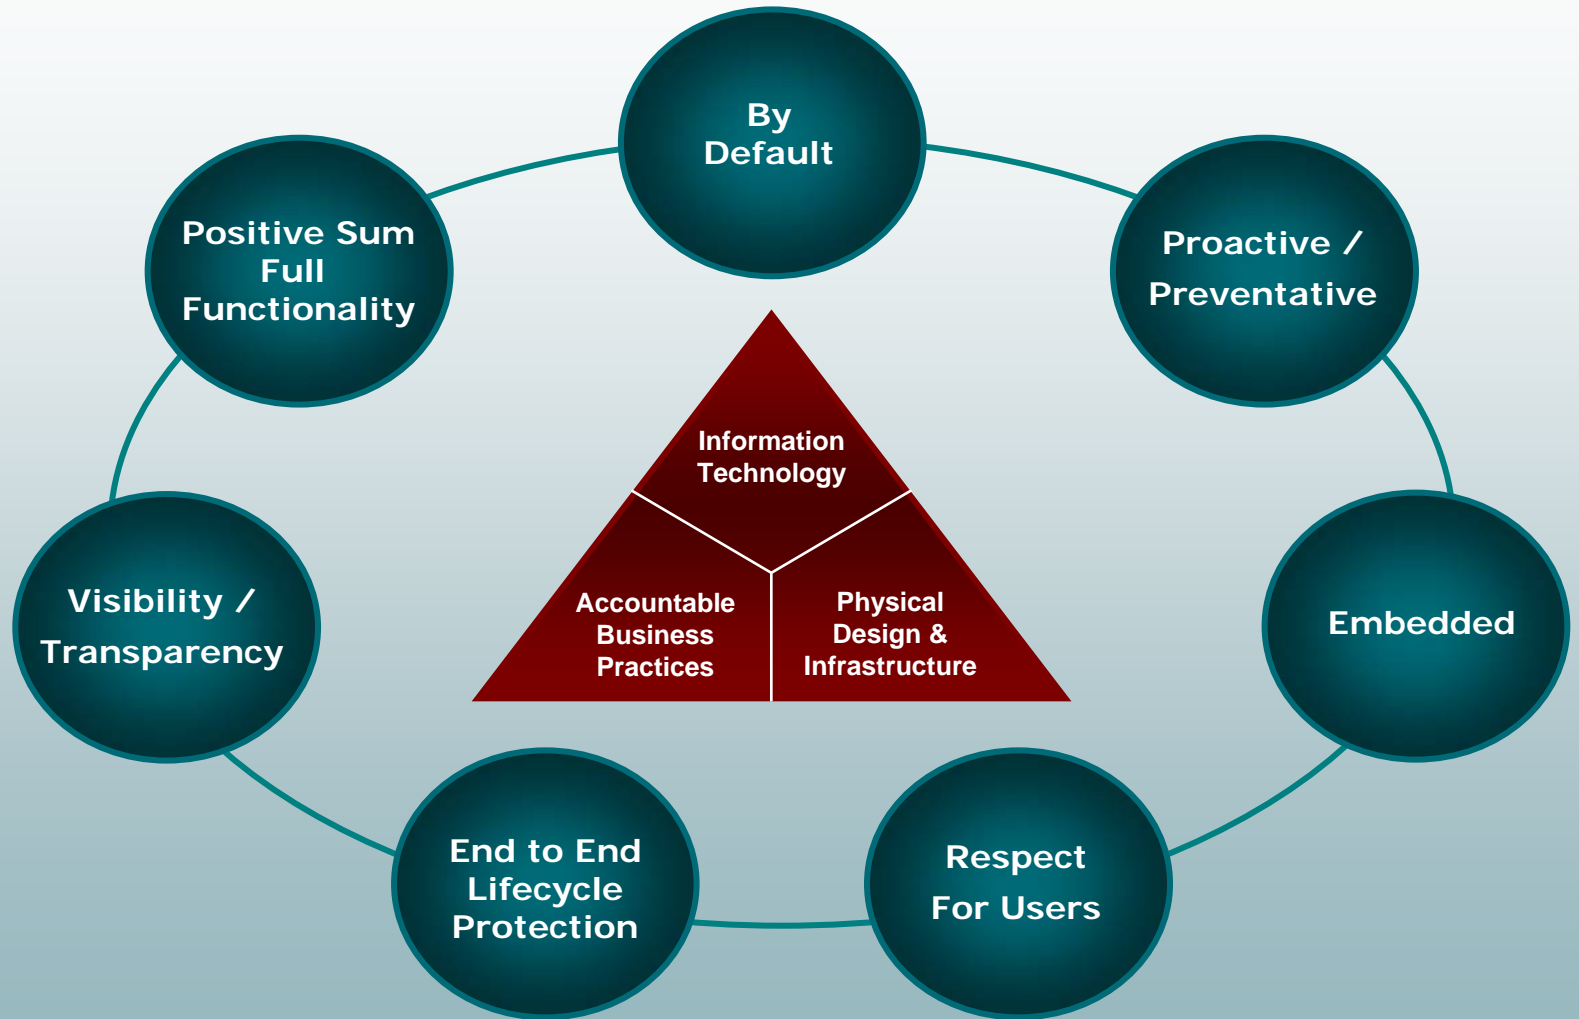 By
Default
Positive Sum
Full
Functionality
Proactive /
Preventative
Information
Technology
Accountable
Business
Practices
Physical
Design &
Infrastructure
Visibility /
Transparency
Embedded
End to End
Lifecycle
Protection
Respect
For Users